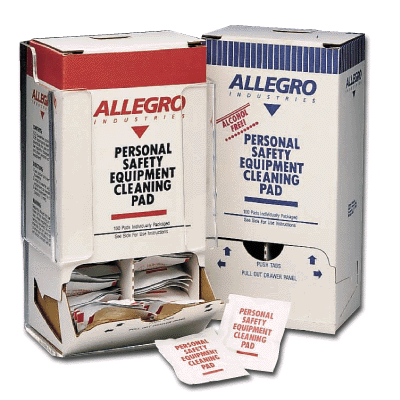 ALLEGRO
INDUSTRIES
PERSONAL
SAFETY
EQUIPMENT
CLEANING
PAD
100 Pads Individually Packaged
See Side For Use Instructions
ALLEGRO
INDUSTRIES
ALCOHOL
FREE!
PERSONAL
SAFETY
EQUIPMENT
CLEANING
PAD
100 Pads Individually Packaged
See Side For Use Instructions
PUSH TABS
PULL OUT DRAWER PANEL
PERSONAL
SAFETY
EQUIPMENT
CLEANING
PAD
PERSONAL
SAFETY
EQUIPMENT
CLEANING
PAD